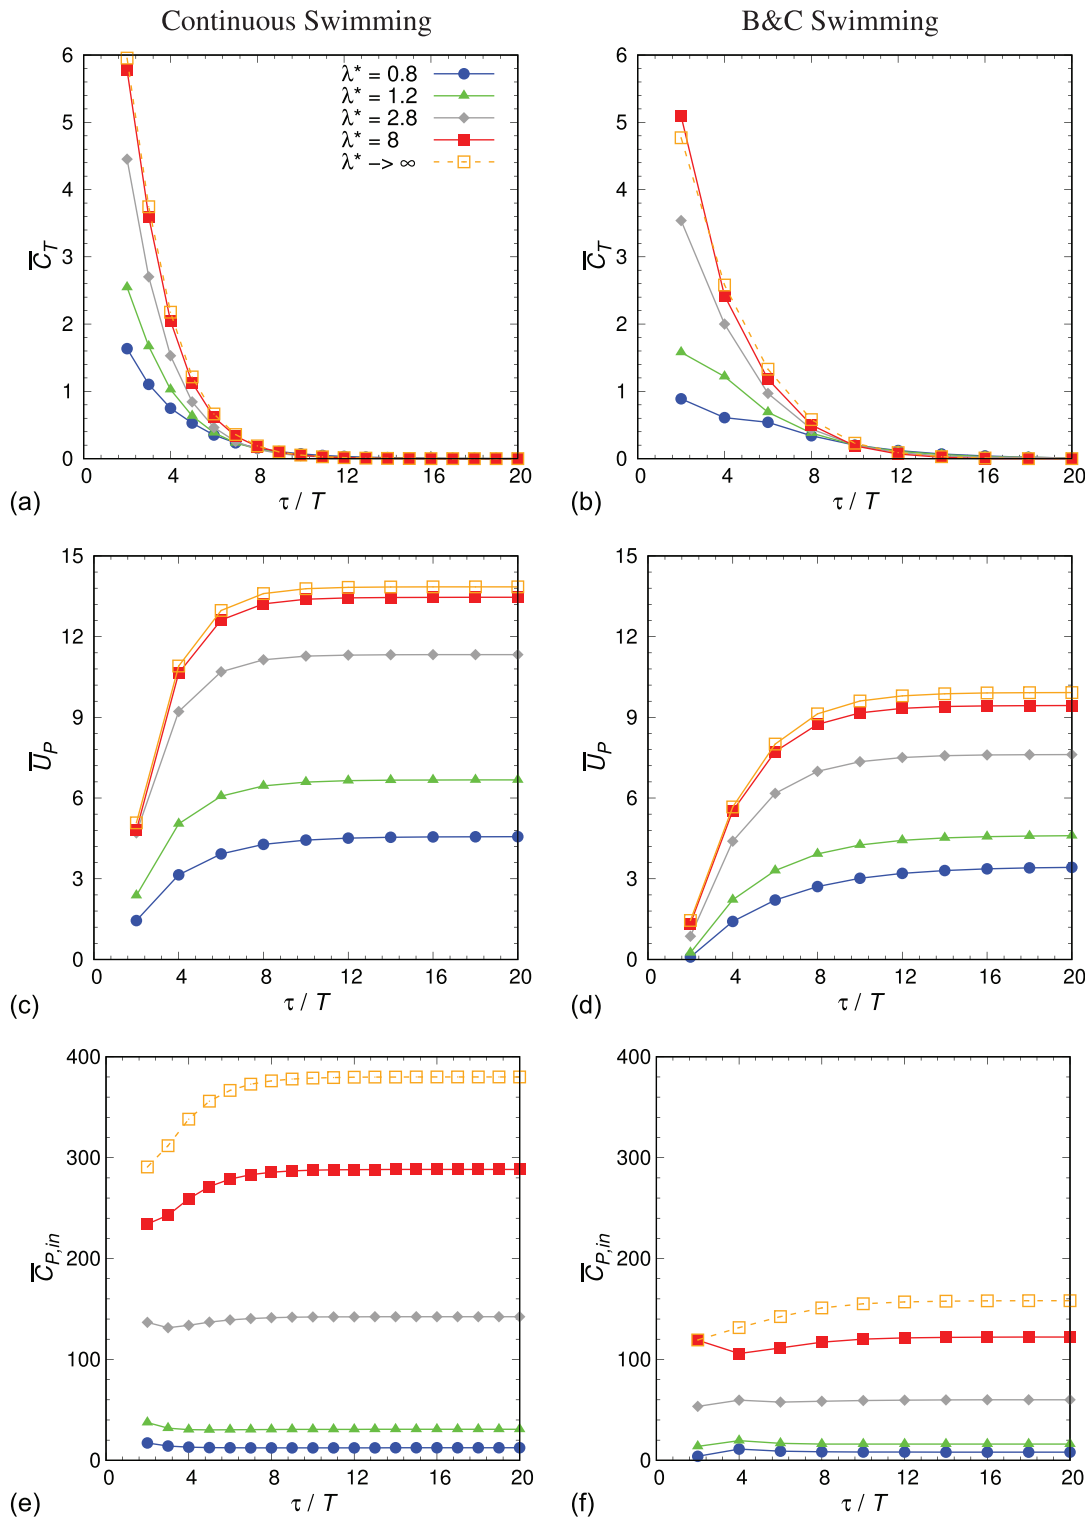 Continuous Swimming B&C Swimming
6
5
4
3
2
1
0
C̅_T
λ* = 0.8
λ* = 1.2
λ* = 2.8
λ* = 8
λ* –> ∞
0 4 8 12 16 20
(a) τ / T
6
5
4
3
2
1
0
C̅_T
0 4 8 12 16 20
(b) τ / T
15
12
9
6
3
0
U̅_P
0 4 8 12 16 20
(c) τ / T
15
12
9
6
3
0
U̅_P
0 4 8 12 16 20
(d) τ / T
400
300
200
100
0
C̅_{P,in}
0 4 8 12 16 20
(e) τ / T
400
300
200
100
0
C̅_{P,in}
0 4 8 12 16 20
(f) τ / T